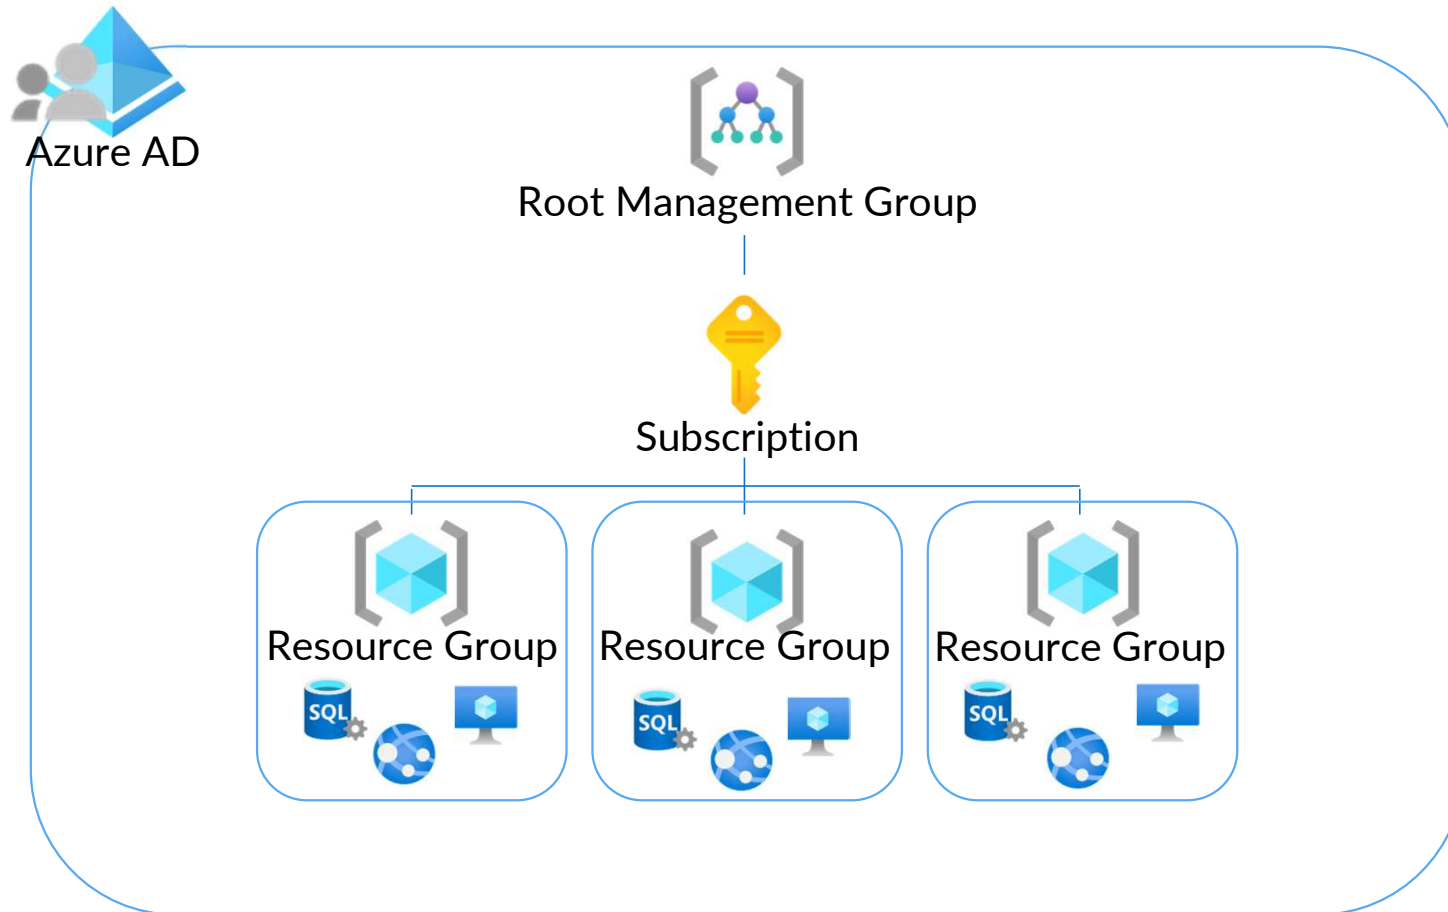 Azure AD
Root Management Group
Subscription
Resource Group
Resource Group
Resource Group
SQL
SQL
SQL